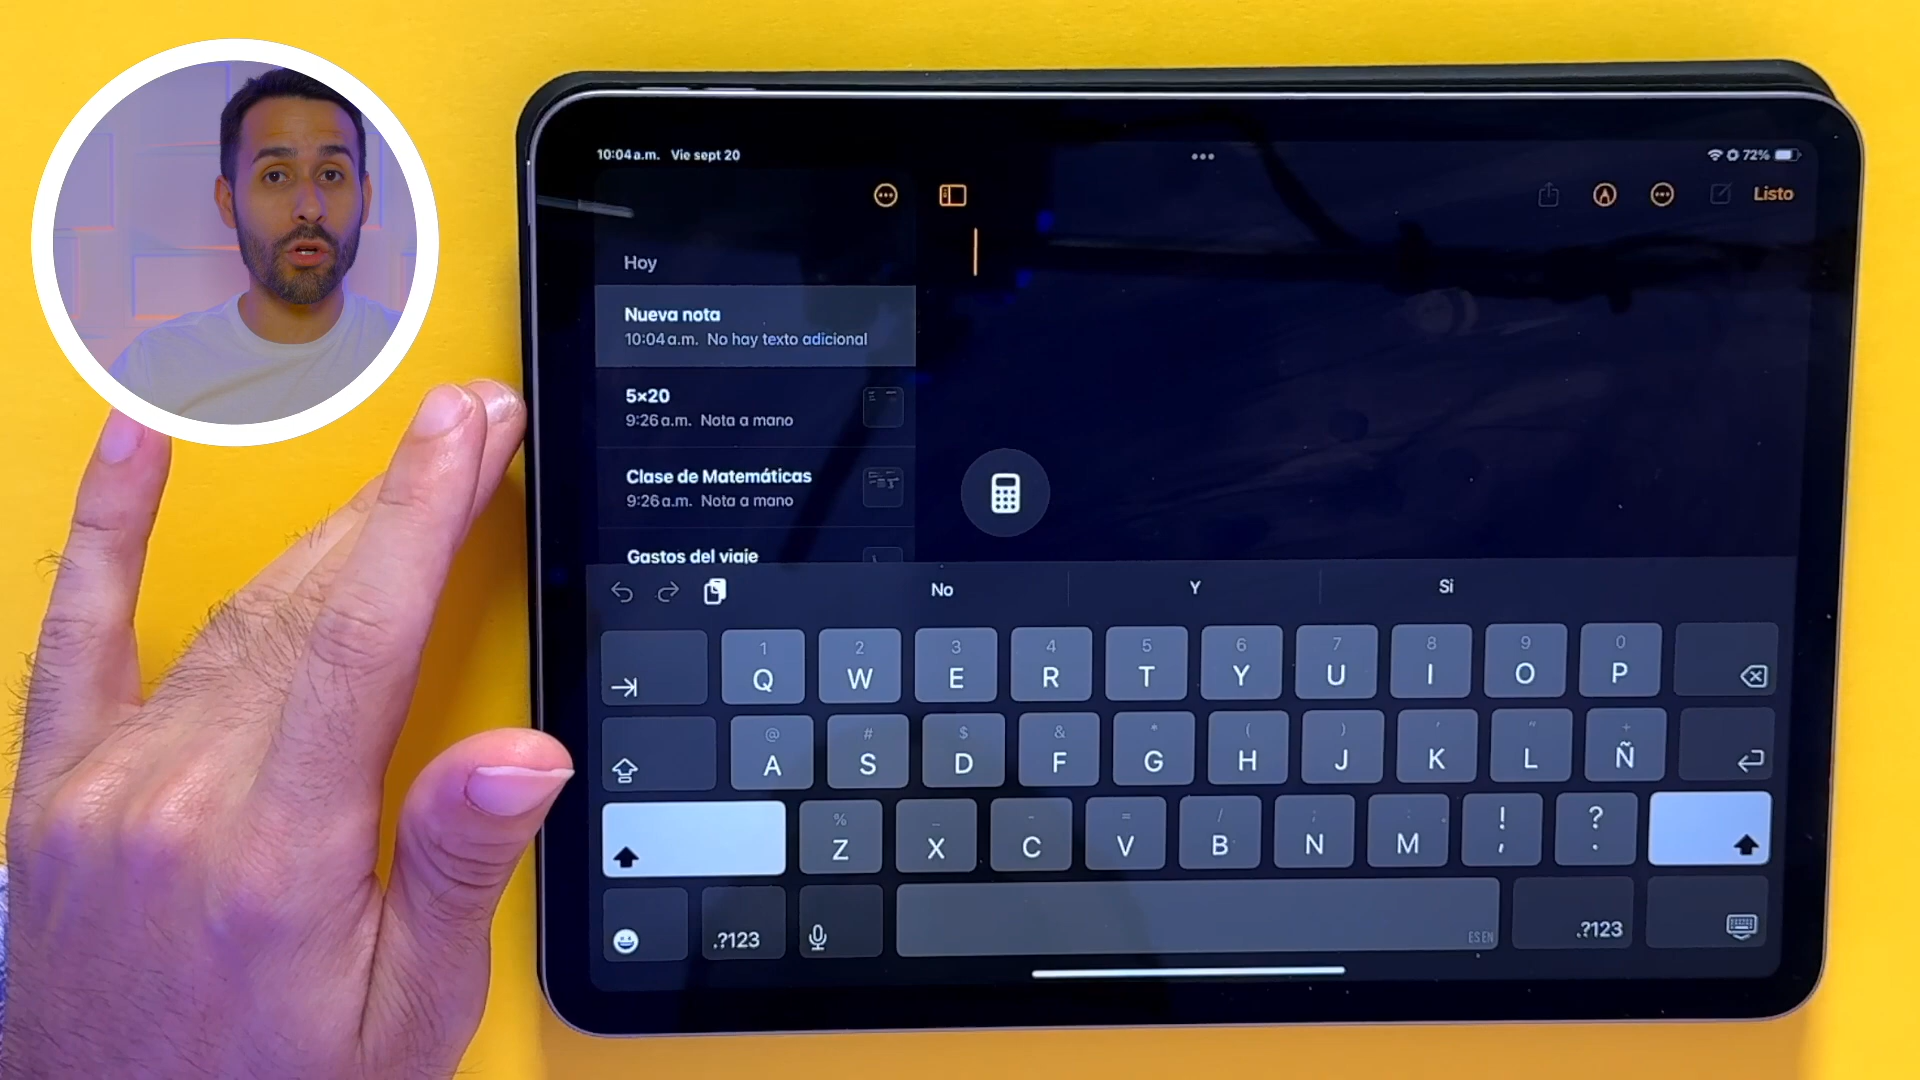 10:04 a.m. Vie sept 20
72%
Listo
Hoy
Nueva nota
10:04 a.m. No hay texto adicional
5×20
9:26 a.m. Nota a mano
Clase de Matemáticas
9:26 a.m. Nota a mano
Gastos del viaje
No Y Si
1 2 3 4 5 6 7 8 9 0
Q W E R T Y U I O P
@ # $ & * ( ) ' " +
A S D F G H J K L Ñ
% _ - = / ; : ! ?
Z X C V B N M , .
.?123 ES EN .?123